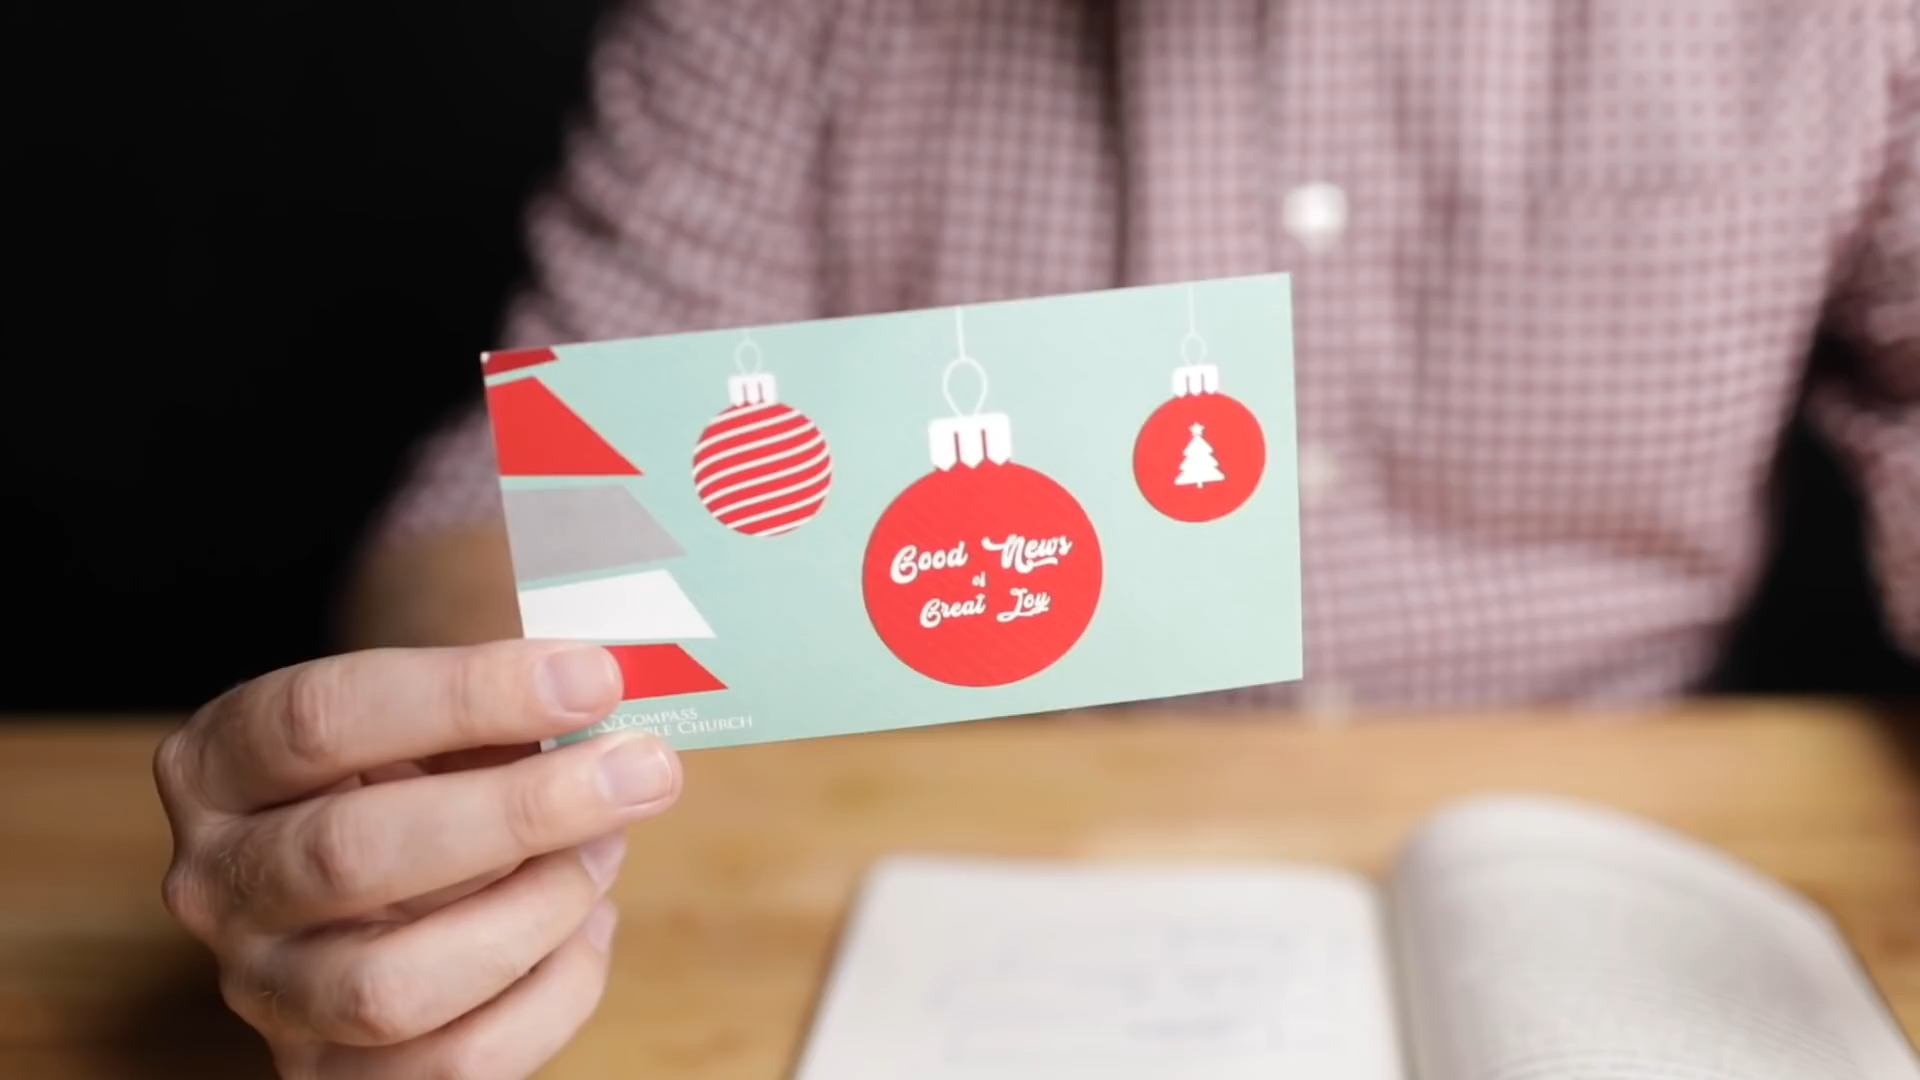 Good News
of
Great Joy
Compass
Church